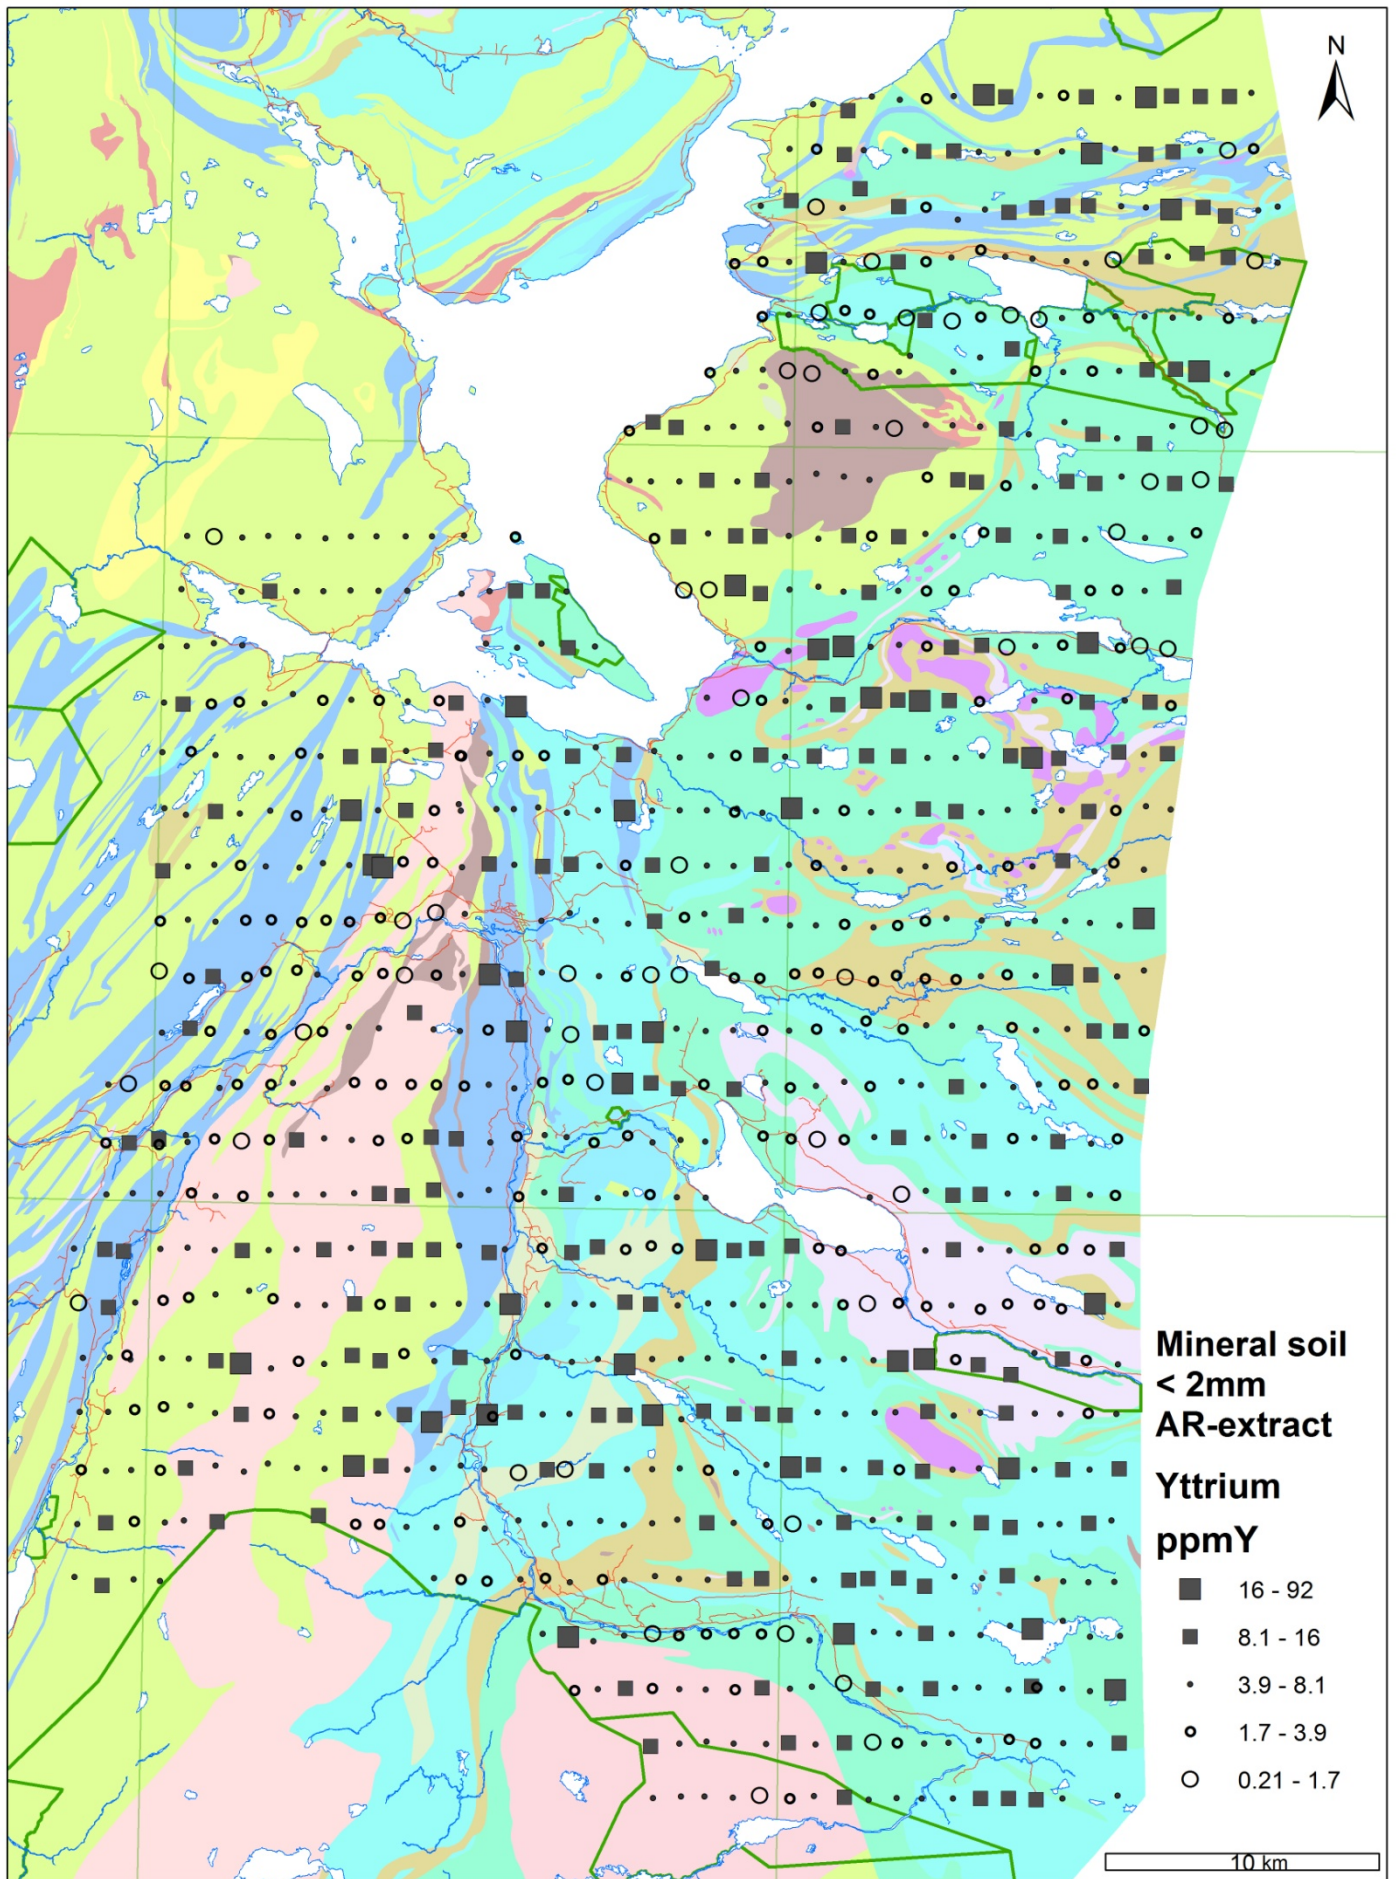 N
Mineral soil
< 2mm
AR-extract
Yttrium
ppmY
16 - 92
8.1 - 16
3.9 - 8.1
1.7 - 3.9
0.21 - 1.7
10 km